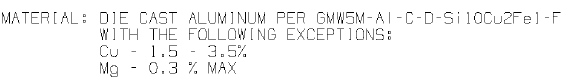 MATERIAL: DIE CAST ALUMINUM PER GMW5M-Al-C-D-Si10Cu2Fe1-F
WITH THE FOLLOWING EXCEPTIONS:
Cu - 1.5 - 3.5%
Mg - 0.3 % MAX